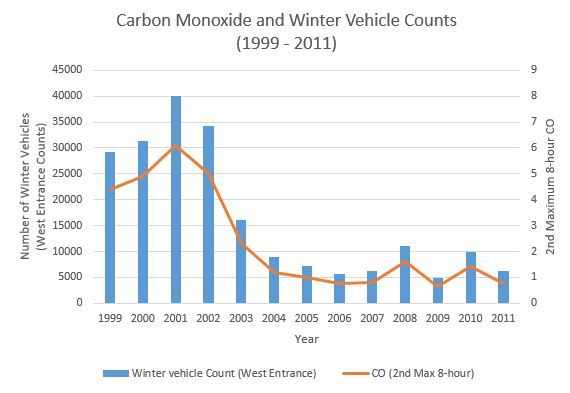 Carbon Monoxide and Winter Vehicle Counts
(1999 - 2011)
Number of Winter Vehicles
(West Entrance Counts)
45000
40000
35000
30000
25000
20000
15000
10000
5000
0
9
8
7
6
5
4
3
2
1
0
2nd Maximum 8-hour CO
1999 2000 2001 2002 2003 2004 2005 2006 2007 2008 2009 2010 2011
Year
Winter vehicle Count (West Entrance) CO (2nd Max 8-hour)